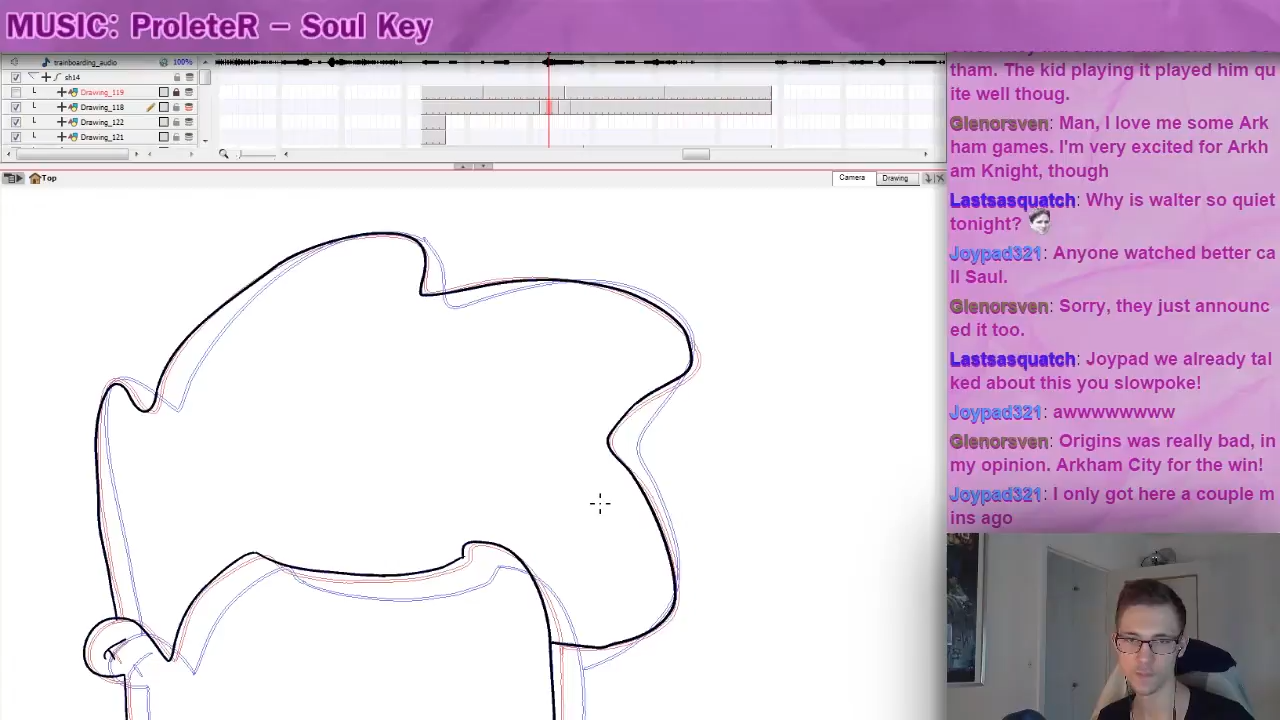 MUSIC: ProleteR – Soul Key
trainboarding_audio 100%
sh14
Drawing_119
Drawing_118
Drawing_122
Drawing_121
Top
Camera Drawing
tham. The kid playing it played him qu
ite well thoug.
Glenorsven: Man, I love me some Ark
ham games. I'm very excited for Arkh
am Knight, though
Lastsasquatch: Why is walter so quiet
tonight?
Joypad321: Anyone watched better ca
ll Saul.
Glenorsven: Sorry, they just announc
ed it too.
Lastsasquatch: Joypad we already tal
ked about this you slowpoke!
Joypad321: awwwwwwww
Glenorsven: Origins was really bad, in
my opinion. Arkham City for the win!
Joypad321: I only got here a couple m
ins ago